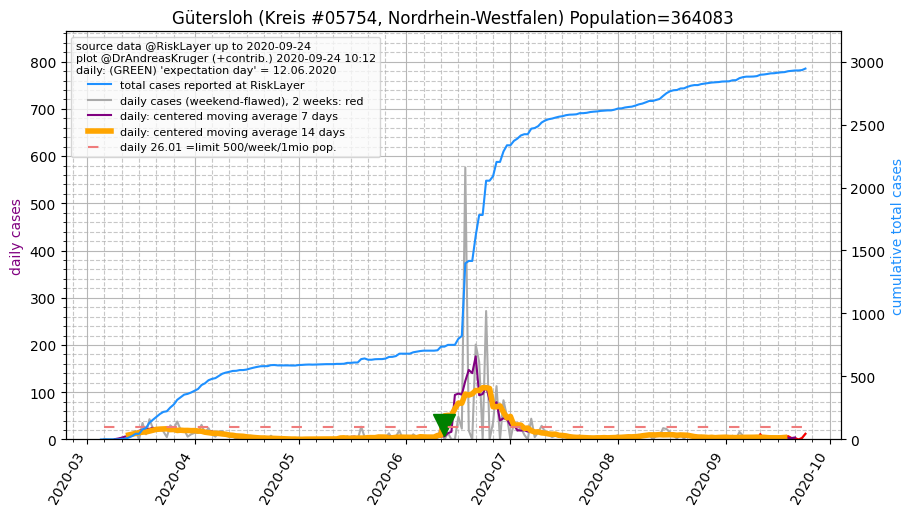 Gütersloh (Kreis #05754, Nordrhein-Westfalen) Population=364083
source data @RiskLayer up to 2020-09-24
plot @DrAndreasKruger (+contrib.) 2020-09-24 10:12
daily: (GREEN) 'expectation day' = 12.06.2020
total cases reported at RiskLayer
daily cases (weekend-flawed), 2 weeks: red
daily: centered moving average 7 days
daily: centered moving average 14 days
daily 26.01 =limit 500/week/1mio pop.
daily cases
800
700
600
500
400
300
200
100
0
cumulative total cases
3000
2500
2000
1500
1000
500
0
2020-03
2020-04
2020-05
2020-06
2020-07
2020-08
2020-09
2020-10